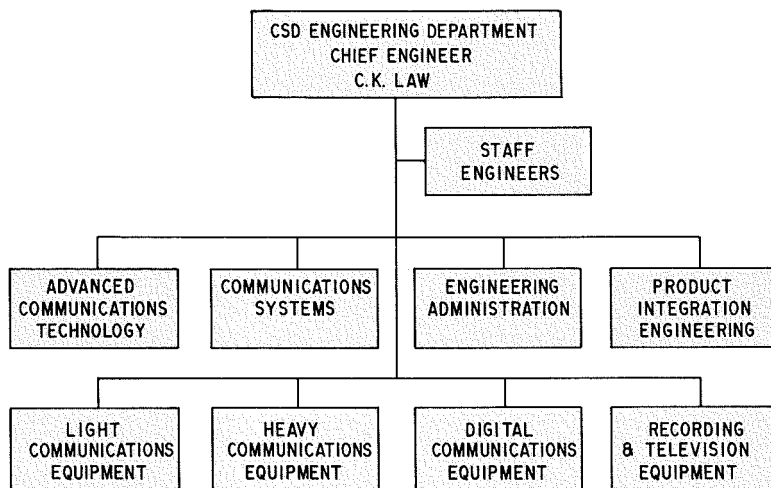 CSD ENGINEERING DEPARTMENT
CHIEF ENGINEER
C.K. LAW
STAFF
ENGINEERS
ADVANCED
COMMUNICATIONS
TECHNOLOGY
COMMUNICATIONS
SYSTEMS
ENGINEERING
ADMINISTRATION
PRODUCT
INTEGRATION
ENGINEERING
LIGHT
COMMUNICATIONS
EQUIPMENT
HEAVY
COMMUNICATIONS
EQUIPMENT
DIGITAL
COMMUNICATIONS
EQUIPMENT
RECORDING
& TELEVISION
EQUIPMENT